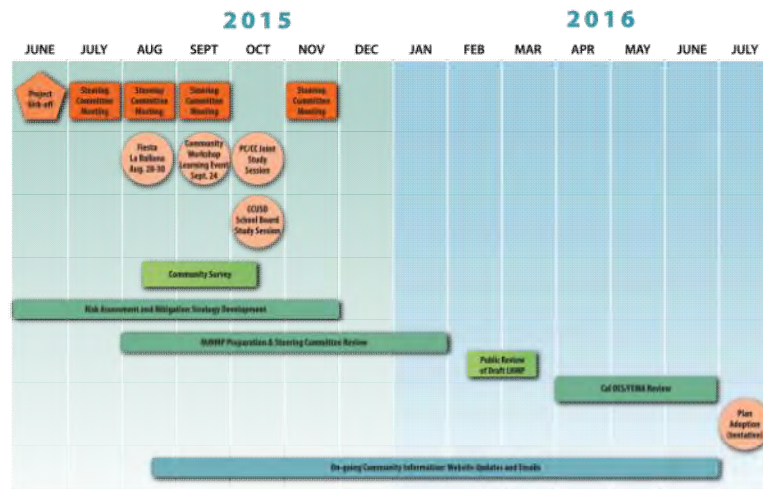 2015 2016
JUNE JULY AUG SEPT OCT NOV DEC JAN FEB MAR APR MAY JUNE JULY
Project
Kick-off
Steering
Committee
Meeting
Steering
Committee
Meeting
Steering
Committee
Meeting
Steering
Committee
Meeting
Fiesta
La Ballona
Aug. 28-30
Community
Workshop
Learning Event
Sept. 24
PC/CC Joint
Study
Session
CCUSD
School Board
Study Session
Community Survey
Risk Assessment and Mitigation Strategy Development
Preparation & Steering Committee Review
Public Review
of Draft LHMP
Cal OES/FEMA Review
Plan
Adoption
(tentative)
On-going Community Information: Website Updates and Emails